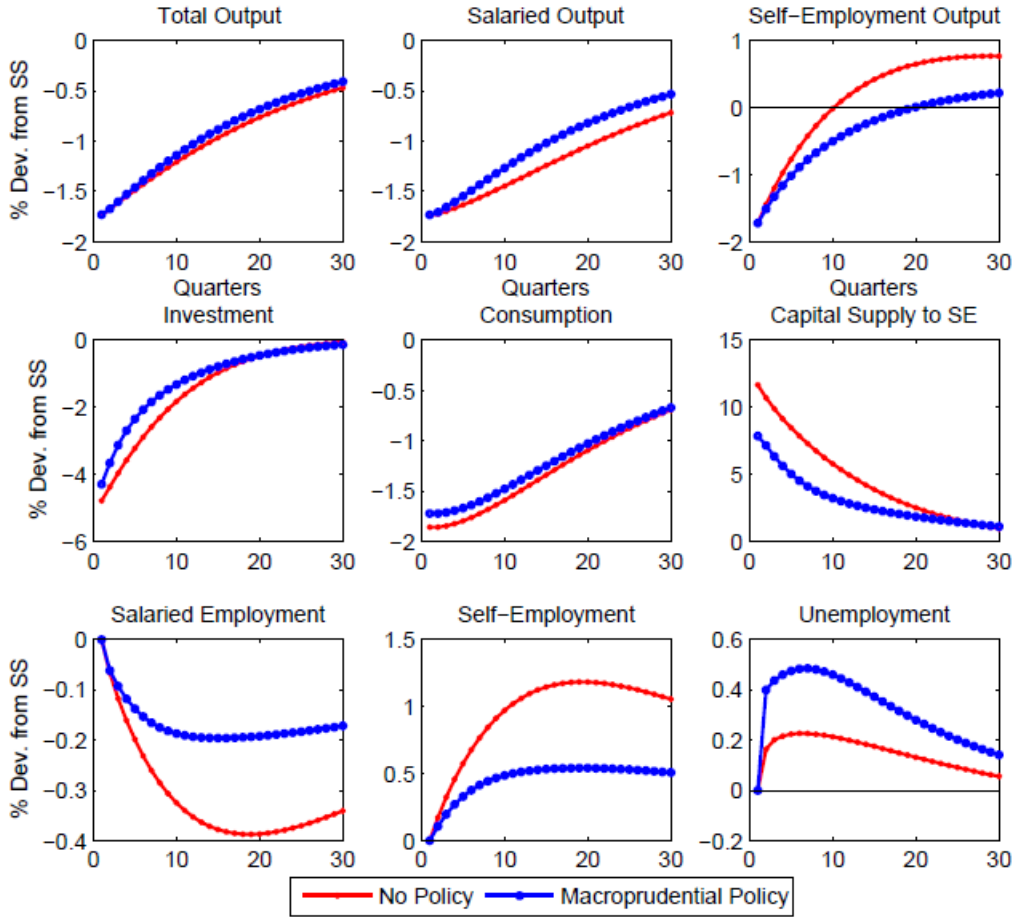 Total Output
Salaried Output
Self−Employment Output
% Dev. from SS
0
−0.5
−1
−1.5
−2
0 10 20 30
Quarters
0
−0.5
−1
−1.5
−2
0 10 20 30
Quarters
1
0
−1
−2
0 10 20 30
Investment
Consumption
Capital Supply to SE
% Dev. from SS
0
−2
−4
−6
0 10 20 30
0
−0.5
−1
−1.5
−2
0 10 20 30
15
10
5
0
0 10 20 30
Salaried Employment
Self−Employment
Unemployment
% Dev. from SS
0
−0.1
−0.2
−0.3
−0.4
0 10 20 30
1.5
1
0.5
0
0 10 20 30
0.6
0.4
0.2
0
−0.2
0 10 20 30
No Policy
Macroprudential Policy